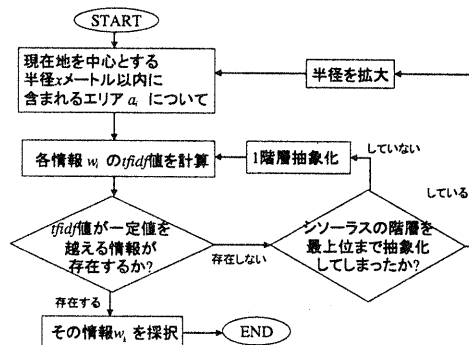 START
現在地を中心とする
半径xメートル以内に
含まれるエリア ai について
半径を拡大
各情報 wi のtfidf値を計算
1階層抽象化
していない
している
tfidf値が一定値を
越える情報が
存在するか?
存在しない
シソーラスの階層を
最上位まで抽象化
してしまったか?
存在する
その情報wi を採択
END